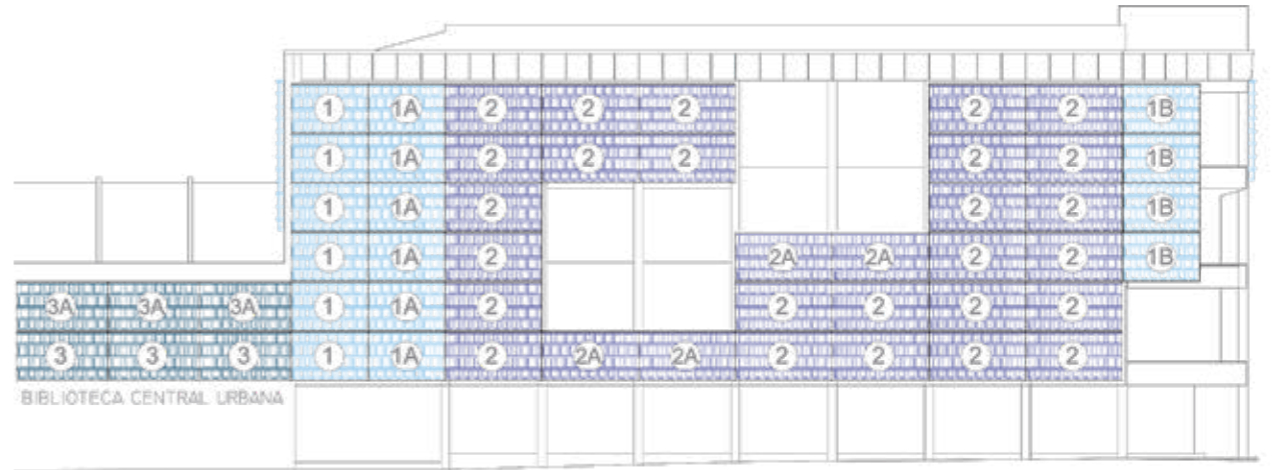 1 1A 2 2 2 2 2 1B
1 1A 2 2 2 2 2 1B
1 1A 2 2 2 1B
1 1A 2 2A 2A 2 2 1B
3A 3A 3A 1 1A 2 2 2 2 2
3 3 3 1 1A 2 2A 2A 2 2 2 2
BIBLIOTECA CENTRAL URBANA